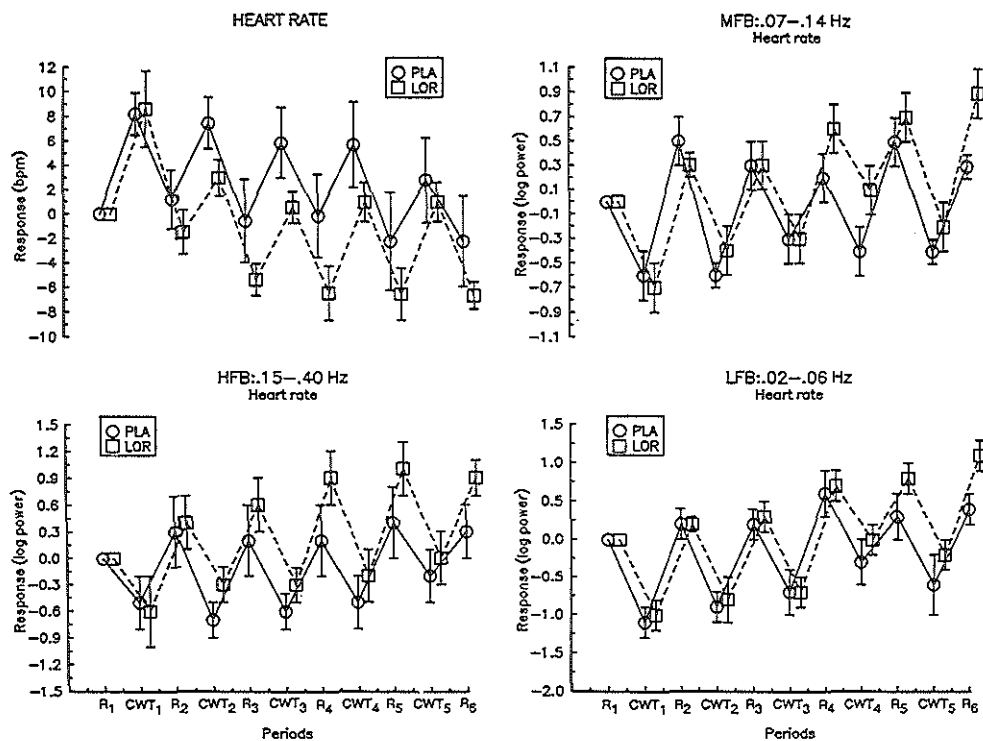 HEART RATE
Response (bpm)
12
10
8
6
4
2
0
−2
−4
−6
−8
−10
PLA
LOR
MFB:.07−.14 Hz
Heart rate
Response (log power)
1.1
0.9
0.7
0.5
0.3
0.1
−0.1
−0.3
−0.5
−0.7
−0.9
−1.1
PLA
LOR
HFB:.15−.40 Hz
Heart rate
Response (log power)
1.5
1.2
0.9
0.6
0.3
0.0
−0.3
−0.6
−0.9
−1.2
−1.5
PLA
LOR
R1 CWT1 R2 CWT2 R3 CWT3 R4 CWT4 R5 CWT5 R6
Periods
LFB:.02−.06 Hz
Heart rate
Response (log power)
1.5
1.0
0.5
0.0
−0.5
−1.0
−1.5
−2.0
PLA
LOR
R1 CWT1 R2 CWT2 R3 CWT3 R4 CWT4 R5 CWT5 R6
Periods